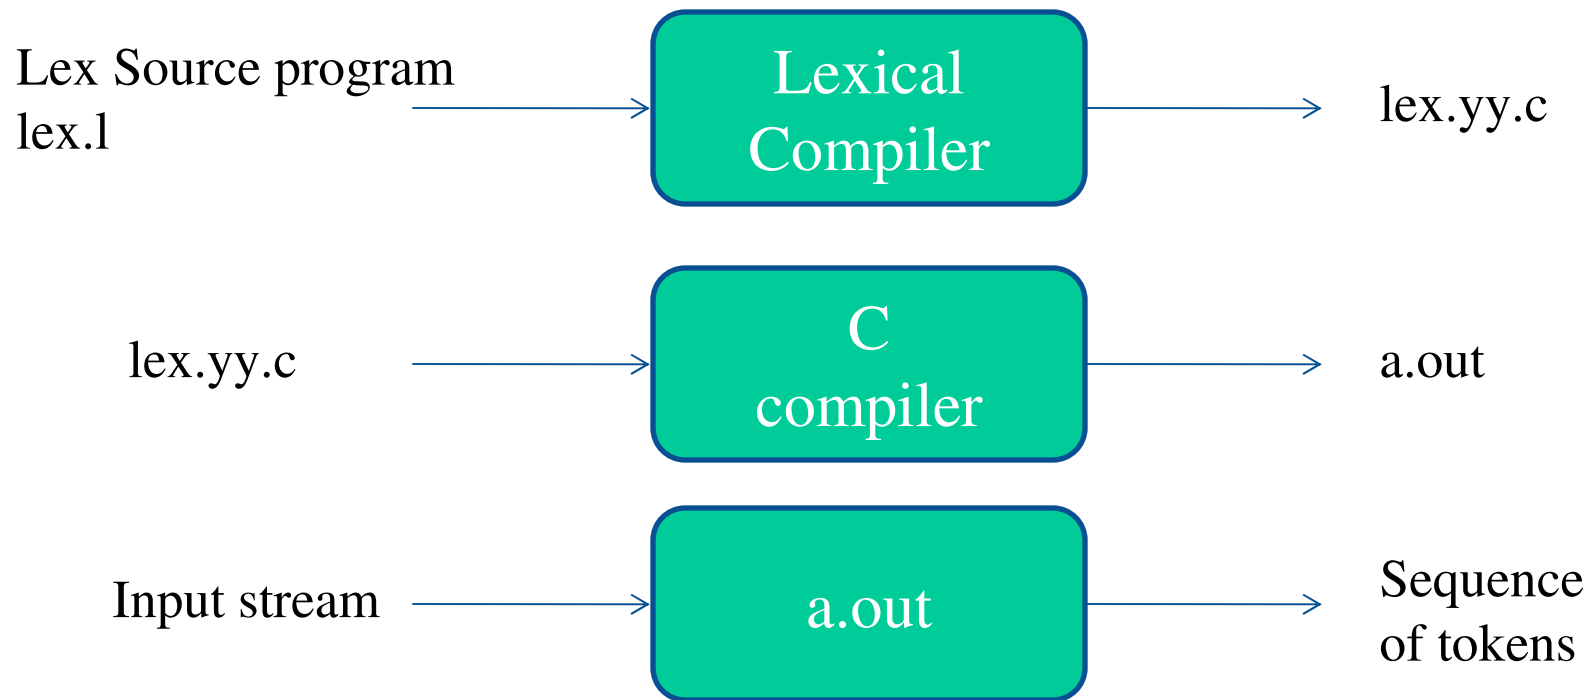 Lex Source program
lex.l
Lexical
Compiler
lex.yy.c
lex.yy.c
C
compiler
a.out
Input stream
a.out
Sequence
of tokens